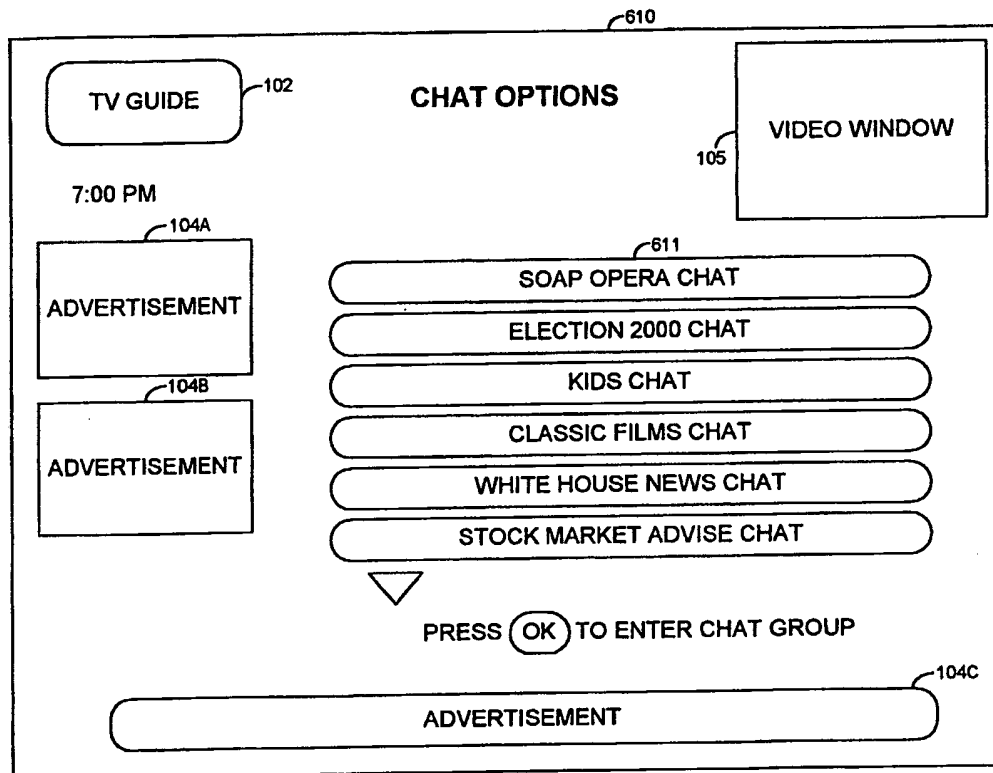 610
TV GUIDE
102
CHAT OPTIONS
VIDEO WINDOW
105
7:00 PM
104A
ADVERTISEMENT
104B
ADVERTISEMENT
611
SOAP OPERA CHAT
ELECTION 2000 CHAT
KIDS CHAT
CLASSIC FILMS CHAT
WHITE HOUSE NEWS CHAT
STOCK MARKET ADVISE CHAT
PRESS OK TO ENTER CHAT GROUP
104C
ADVERTISEMENT